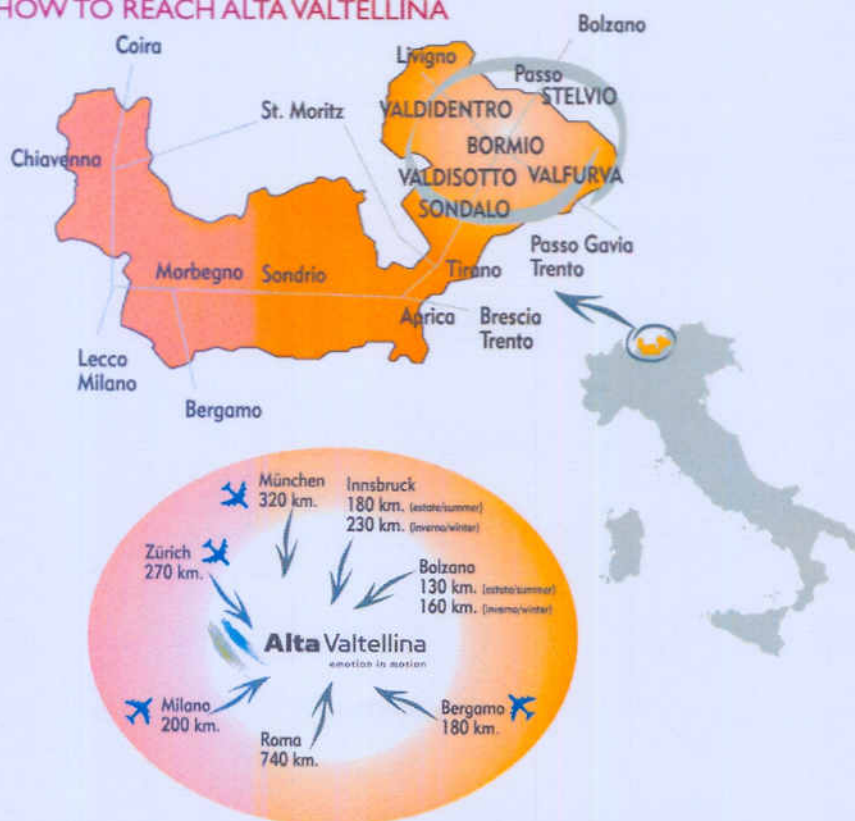 HOW TO REACH ALTA VALTELLINA
Coira
Bolzano
Livigno
Passo
STELVIO
St. Moritz
VALDIDENTRO
BORMIO
Chiavenna
VALDISOTTO
VALFURVA
SONDALO
Passo Gavia
Trento
Morbegno
Sondrio
Tirano
Aprica
Brescia
Trento
Lecco
Milano
Bergamo
München
320 km.
Innsbruck
180 km. (estate/summer)
230 km. (inverno/winter)
Zürich
270 km.
Bolzano
130 km. (estate/summer)
160 km. (inverno/winter)
Alta Valtellina
emotion in motion
Milano
200 km.
Roma
740 km.
Bergamo
180 km.